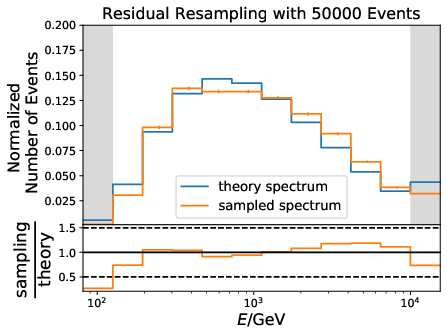 Residual Resampling with 50000 Events
Normalized
Number of Events
0.200
0.175
0.150
0.125
0.100
0.075
0.050
0.025
theory spectrum
sampled spectrum
sampling
theory
1.5
1.0
0.5
10²
10³
10⁴
E/GeV